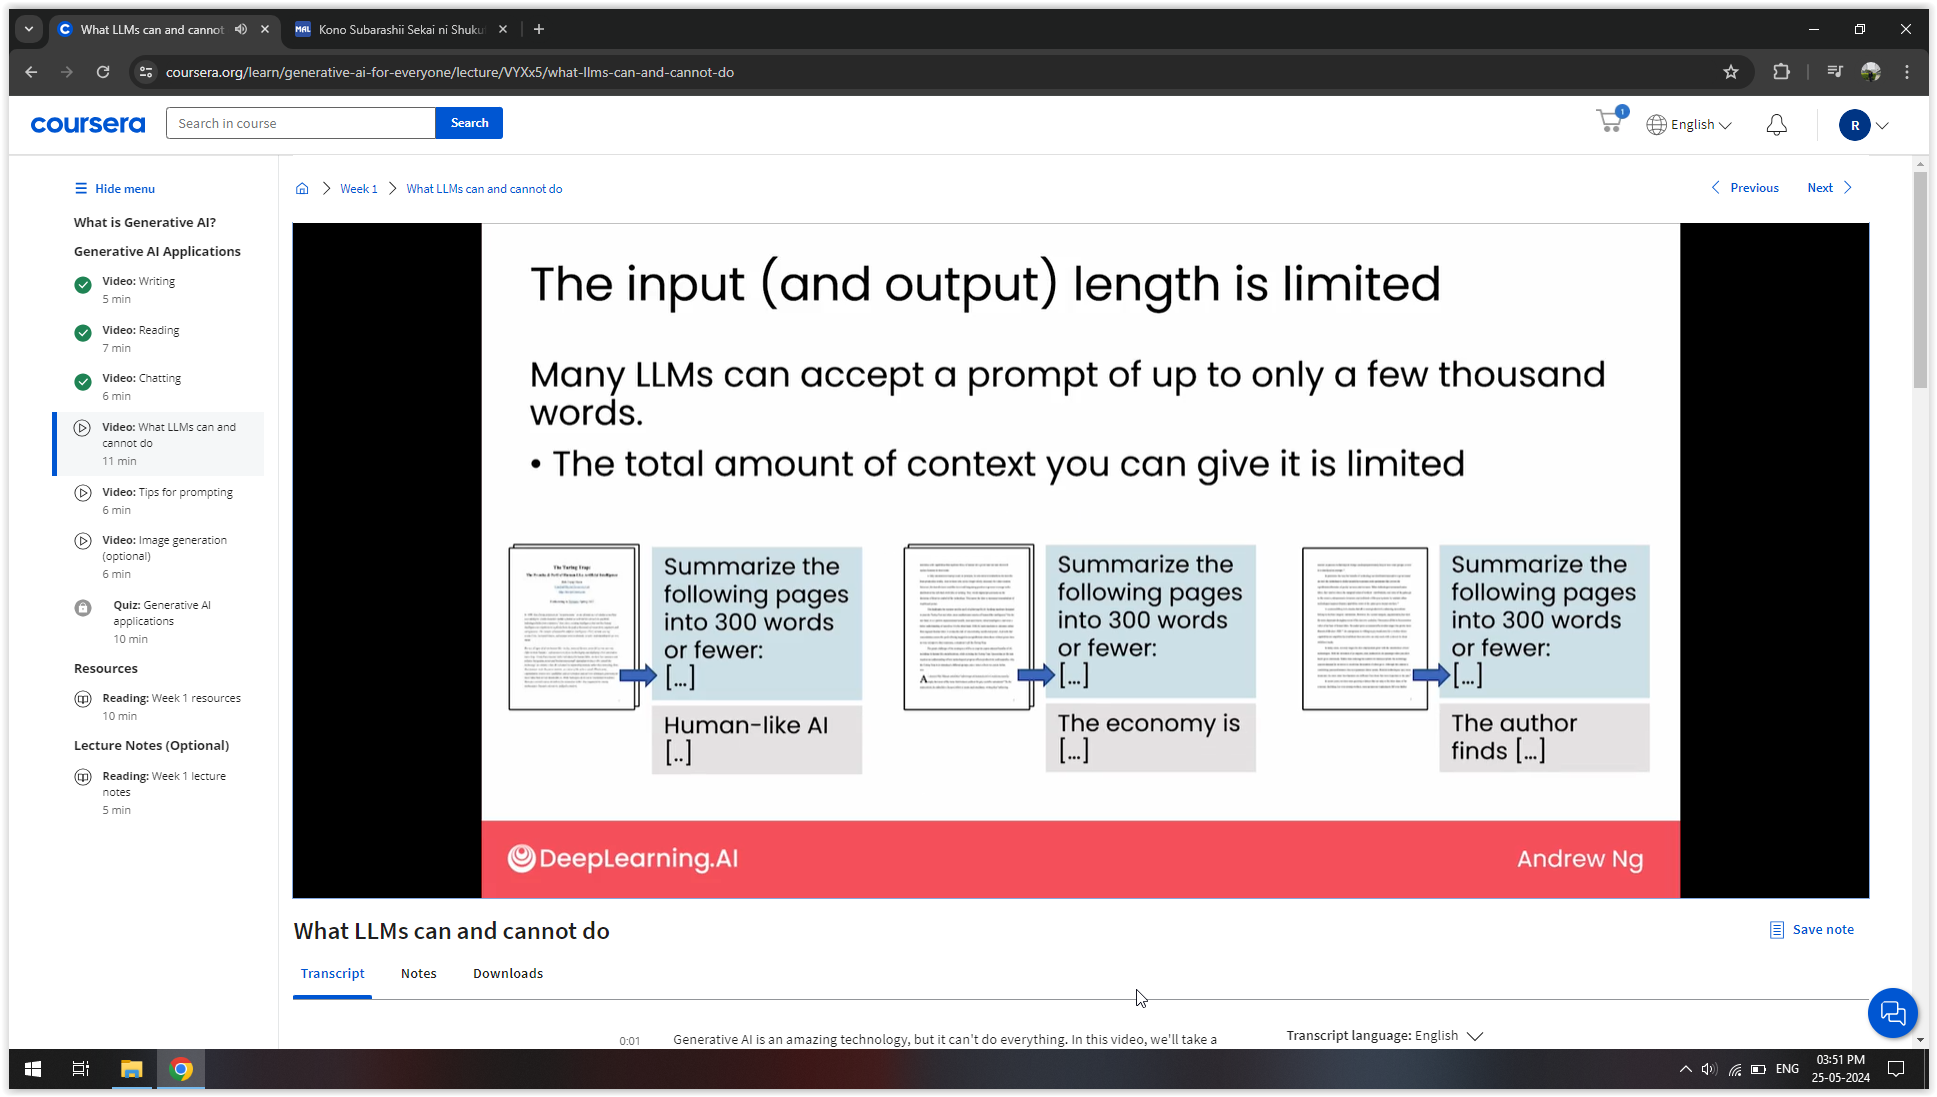 What LLMs can and cannot
Kono Subarashii Sekai ni Shuku
coursera.org/learn/generative-ai-for-everyone/lecture/VYXx5/what-llms-can-and-cannot-do
coursera
Search in course
Search
1
English
R
Hide menu
What is Generative AI?
Generative AI Applications
Video: Writing
5 min
Video: Reading
7 min
Video: Chatting
6 min
Video: What LLMs can and
cannot do
11 min
Video: Tips for prompting
6 min
Video: Image generation
(optional)
6 min
Quiz: Generative AI
applications
10 min
Resources
Reading: Week 1 resources
10 min
Lecture Notes (Optional)
Reading: Week 1 lecture
notes
5 min
Week 1
What LLMs can and cannot do
Previous
Next
The input (and output) length is limited
Many LLMs can accept a prompt of up to only a few thousand
words.
• The total amount of context you can give it is limited
The Turing Trap:
Summarize the
following pages
into 300 words
or fewer:
[...]
Human-like AI
[..]
Summarize the
following pages
into 300 words
or fewer:
[...]
The economy is
[...]
Summarize the
following pages
into 300 words
or fewer:
[...]
The author
finds [...]
DeepLearning.AI
Andrew Ng
What LLMs can and cannot do
Save note
Transcript
Notes
Downloads
0:01
Generative AI is an amazing technology, but it can't do everything. In this video, we'll take a
Transcript language: English
ENG
03:51 PM
25-05-2024